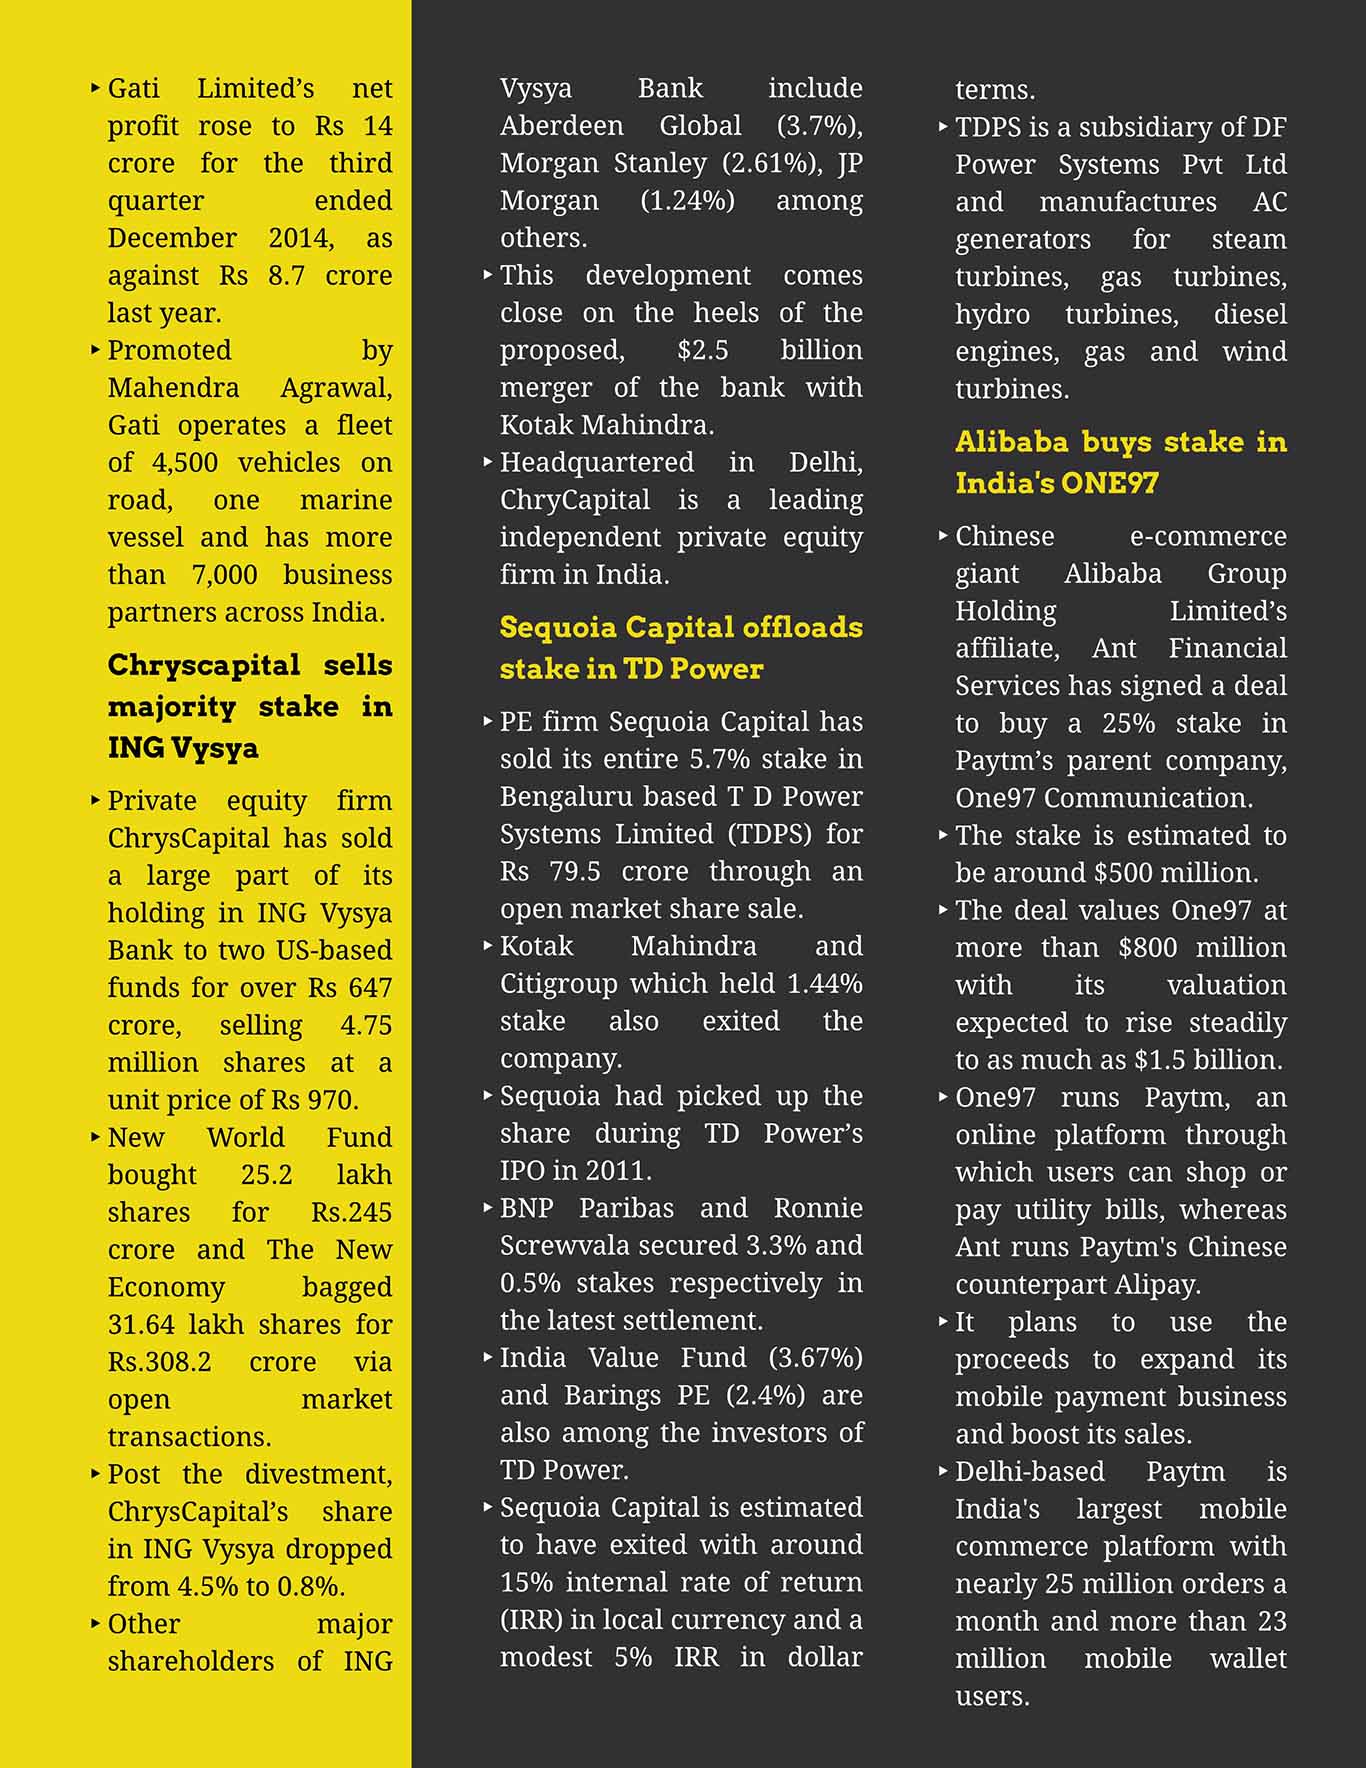 ‣ Gati Limited’s net
profit rose to Rs 14
crore for the third
quarter ended
December 2014, as
against Rs 8.7 crore
last year.
‣ Promoted by
Mahendra Agrawal,
Gati operates a fleet
of 4,500 vehicles on
road, one marine
vessel and has more
than 7,000 business
partners across India.
Chryscapital sells
majority stake in
ING Vysya
‣ Private equity firm
ChrysCapital has sold
a large part of its
holding in ING Vysya
Bank to two US-based
funds for over Rs 647
crore, selling 4.75
million shares at a
unit price of Rs 970.
‣ New World Fund
bought 25.2 lakh
shares for Rs.245
crore and The New
Economy bagged
31.64 lakh shares for
Rs.308.2 crore via
open market
transactions.
‣ Post the divestment,
ChrysCapital’s share
in ING Vysya dropped
from 4.5% to 0.8%.
‣ Other major
shareholders of ING
Vysya Bank include
Aberdeen Global (3.7%),
Morgan Stanley (2.61%), JP
Morgan (1.24%) among
others.
‣ This development comes
close on the heels of the
proposed, $2.5 billion
merger of the bank with
Kotak Mahindra.
‣ Headquartered in Delhi,
ChryCapital is a leading
independent private equity
firm in India.
Sequoia Capital offloads
stake in TD Power
‣ PE firm Sequoia Capital has
sold its entire 5.7% stake in
Bengaluru based T D Power
Systems Limited (TDPS) for
Rs 79.5 crore through an
open market share sale.
‣ Kotak Mahindra and
Citigroup which held 1.44%
stake also exited the
company.
‣ Sequoia had picked up the
share during TD Power’s
IPO in 2011.
‣ BNP Paribas and Ronnie
Screwvala secured 3.3% and
0.5% stakes respectively in
the latest settlement.
‣ India Value Fund (3.67%)
and Barings PE (2.4%) are
also among the investors of
TD Power.
‣ Sequoia Capital is estimated
to have exited with around
15% internal rate of return
(IRR) in local currency and a
modest 5% IRR in dollar
terms.
‣ TDPS is a subsidiary of DF
Power Systems Pvt Ltd
and manufactures AC
generators for steam
turbines, gas turbines,
hydro turbines, diesel
engines, gas and wind
turbines.
Alibaba buys stake in
India's ONE97
‣ Chinese e-commerce
giant Alibaba Group
Holding Limited’s
affiliate, Ant Financial
Services has signed a deal
to buy a 25% stake in
Paytm’s parent company,
One97 Communication.
‣ The stake is estimated to
be around $500 million.
‣ The deal values One97 at
more than $800 million
with its valuation
expected to rise steadily
to as much as $1.5 billion.
‣ One97 runs Paytm, an
online platform through
which users can shop or
pay utility bills, whereas
Ant runs Paytm's Chinese
counterpart Alipay.
‣ It plans to use the
proceeds to expand its
mobile payment business
and boost its sales.
‣ Delhi-based Paytm is
India's largest mobile
commerce platform with
nearly 25 million orders a
month and more than 23
million mobile wallet
users.